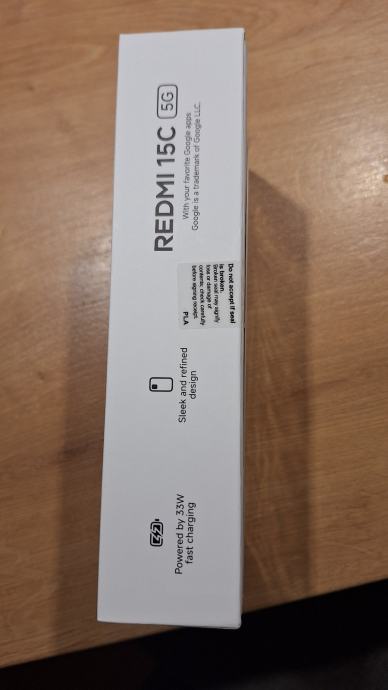 REDMI 15C 5G
With your favorite Google apps
Google is a trademark of Google LLC.
Do not accept if seal
is broken.
Broken seal may signify
loss or damage of
contents, check carefully
before signing receipt.
PLA
Sleek and refined
design
Powered by 33W
fast charging